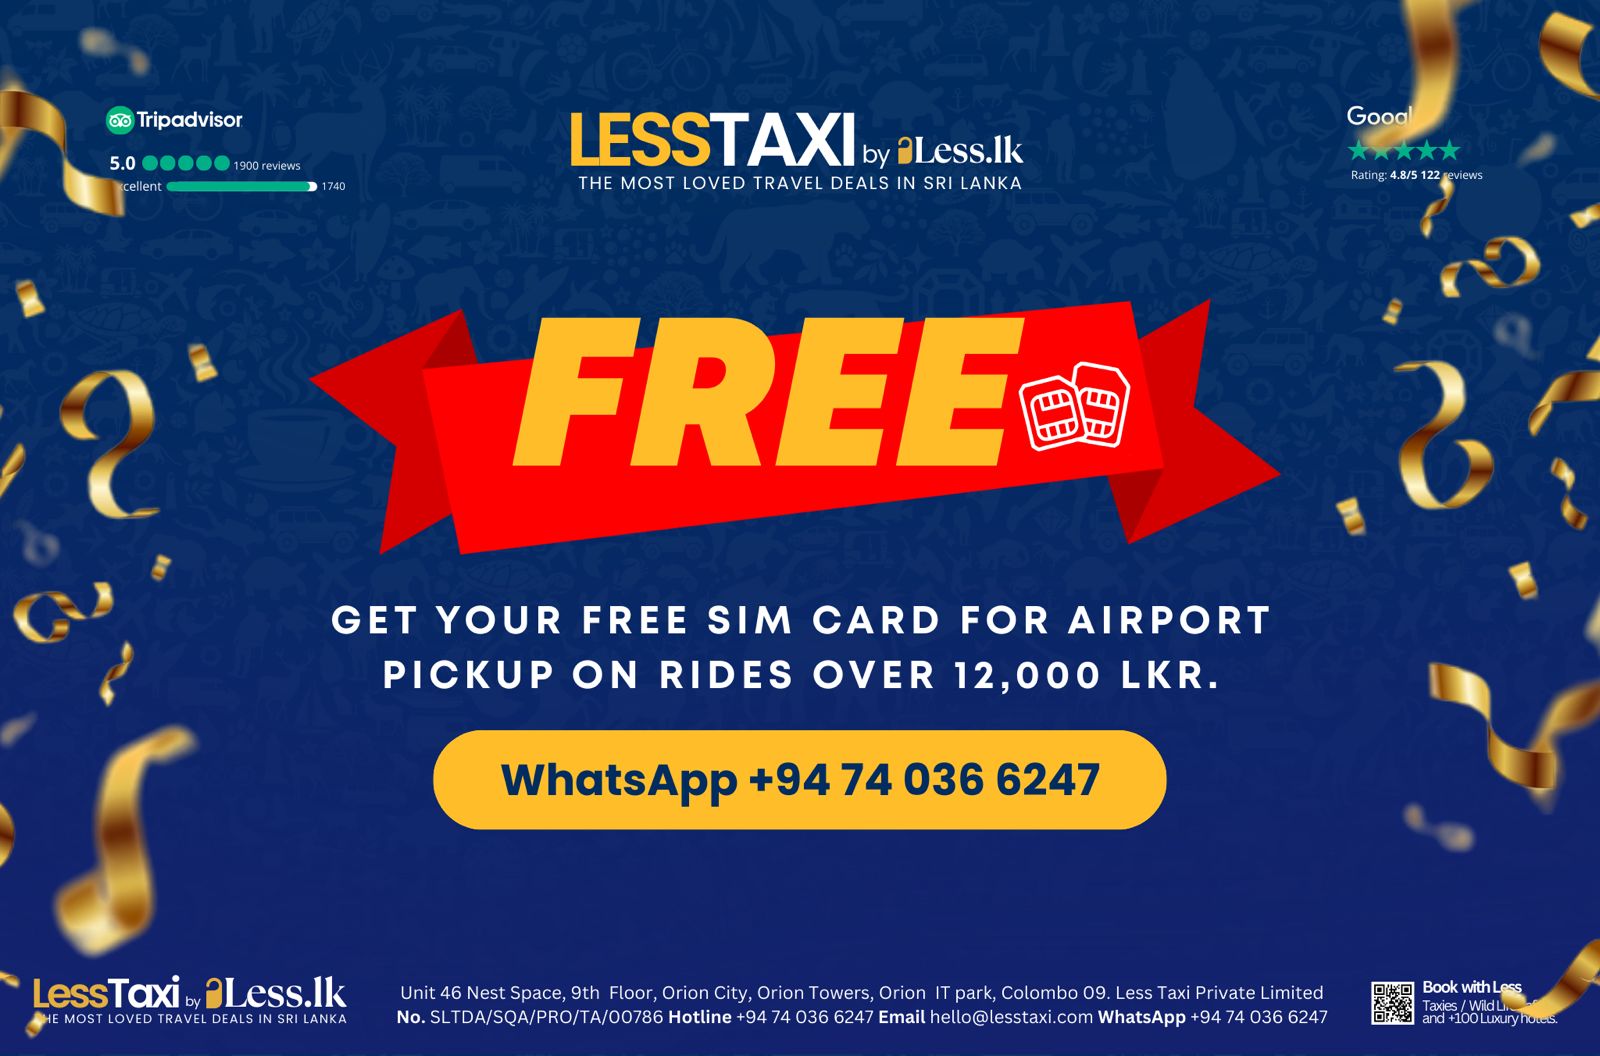 Tripadvisor
5.0 1900 reviews
1740
LESSTAXI by Less.lk
THE MOST LOVED TRAVEL DEALS IN SRI LANKA
Rating: 4.8/5 122 reviews
FREE
GET YOUR FREE SIM CARD FOR AIRPORT
PICKUP ON RIDES OVER 12,000 LKR.
WhatsApp +94 74 036 6247
LessTaxi by Less.lk
THE MOST LOVED TRAVEL DEALS IN SRI LANKA
Unit 46 Nest Space, 9th Floor, Orion City, Orion Towers, Orion IT park, Colombo 09. Less Taxi Private Limited
No. SLTDA/SQA/PRO/TA/00786 Hotline +94 74 036 6247 Email hello@lesstaxi.com WhatsApp +94 74 036 6247
Book with Less
Taxies / Wild
and +100 Luxury hotels.